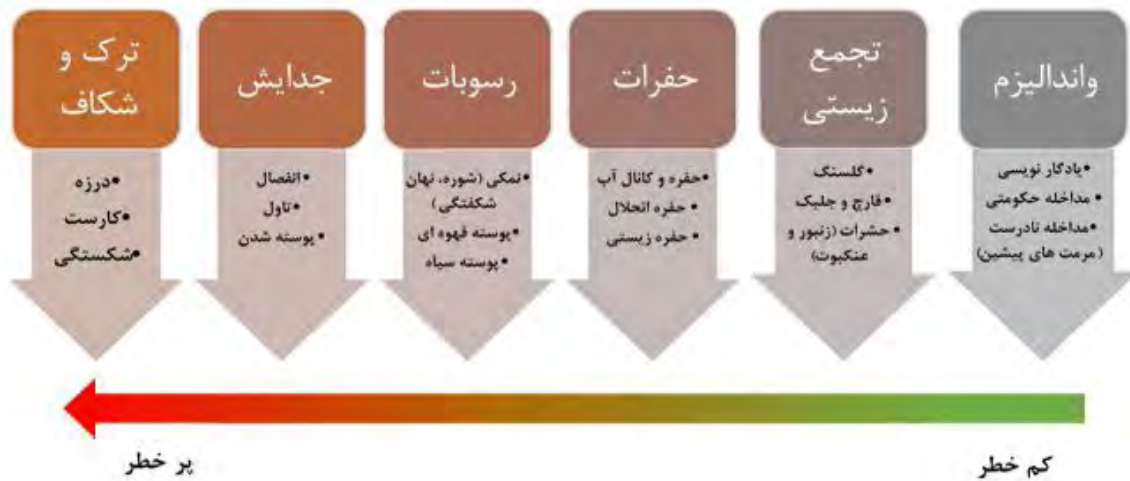 واندالیزم
•یادگار نویسی
• مداخله حکومتی
•مداخله نادرست
(مرمت های پیشین)
تجمع
زیستی
•گلسنگ
•قارچ و جلبک
•حشرات (زنبور و
عنکبوت)
حفرات
•حفره و کانال آب
• حفره انحلال
• حفره زیستی
رسوبات
•نمکی (شوره، نهان
شکفتگی)
•پوسته قهوه ای
•پوسته سیاه
جدایش
•انفصال
•تاول
•پوسته شدن
ترک و
شکاف
•درزه
•کارست
•شکستگی
کم خطر
پر خطر